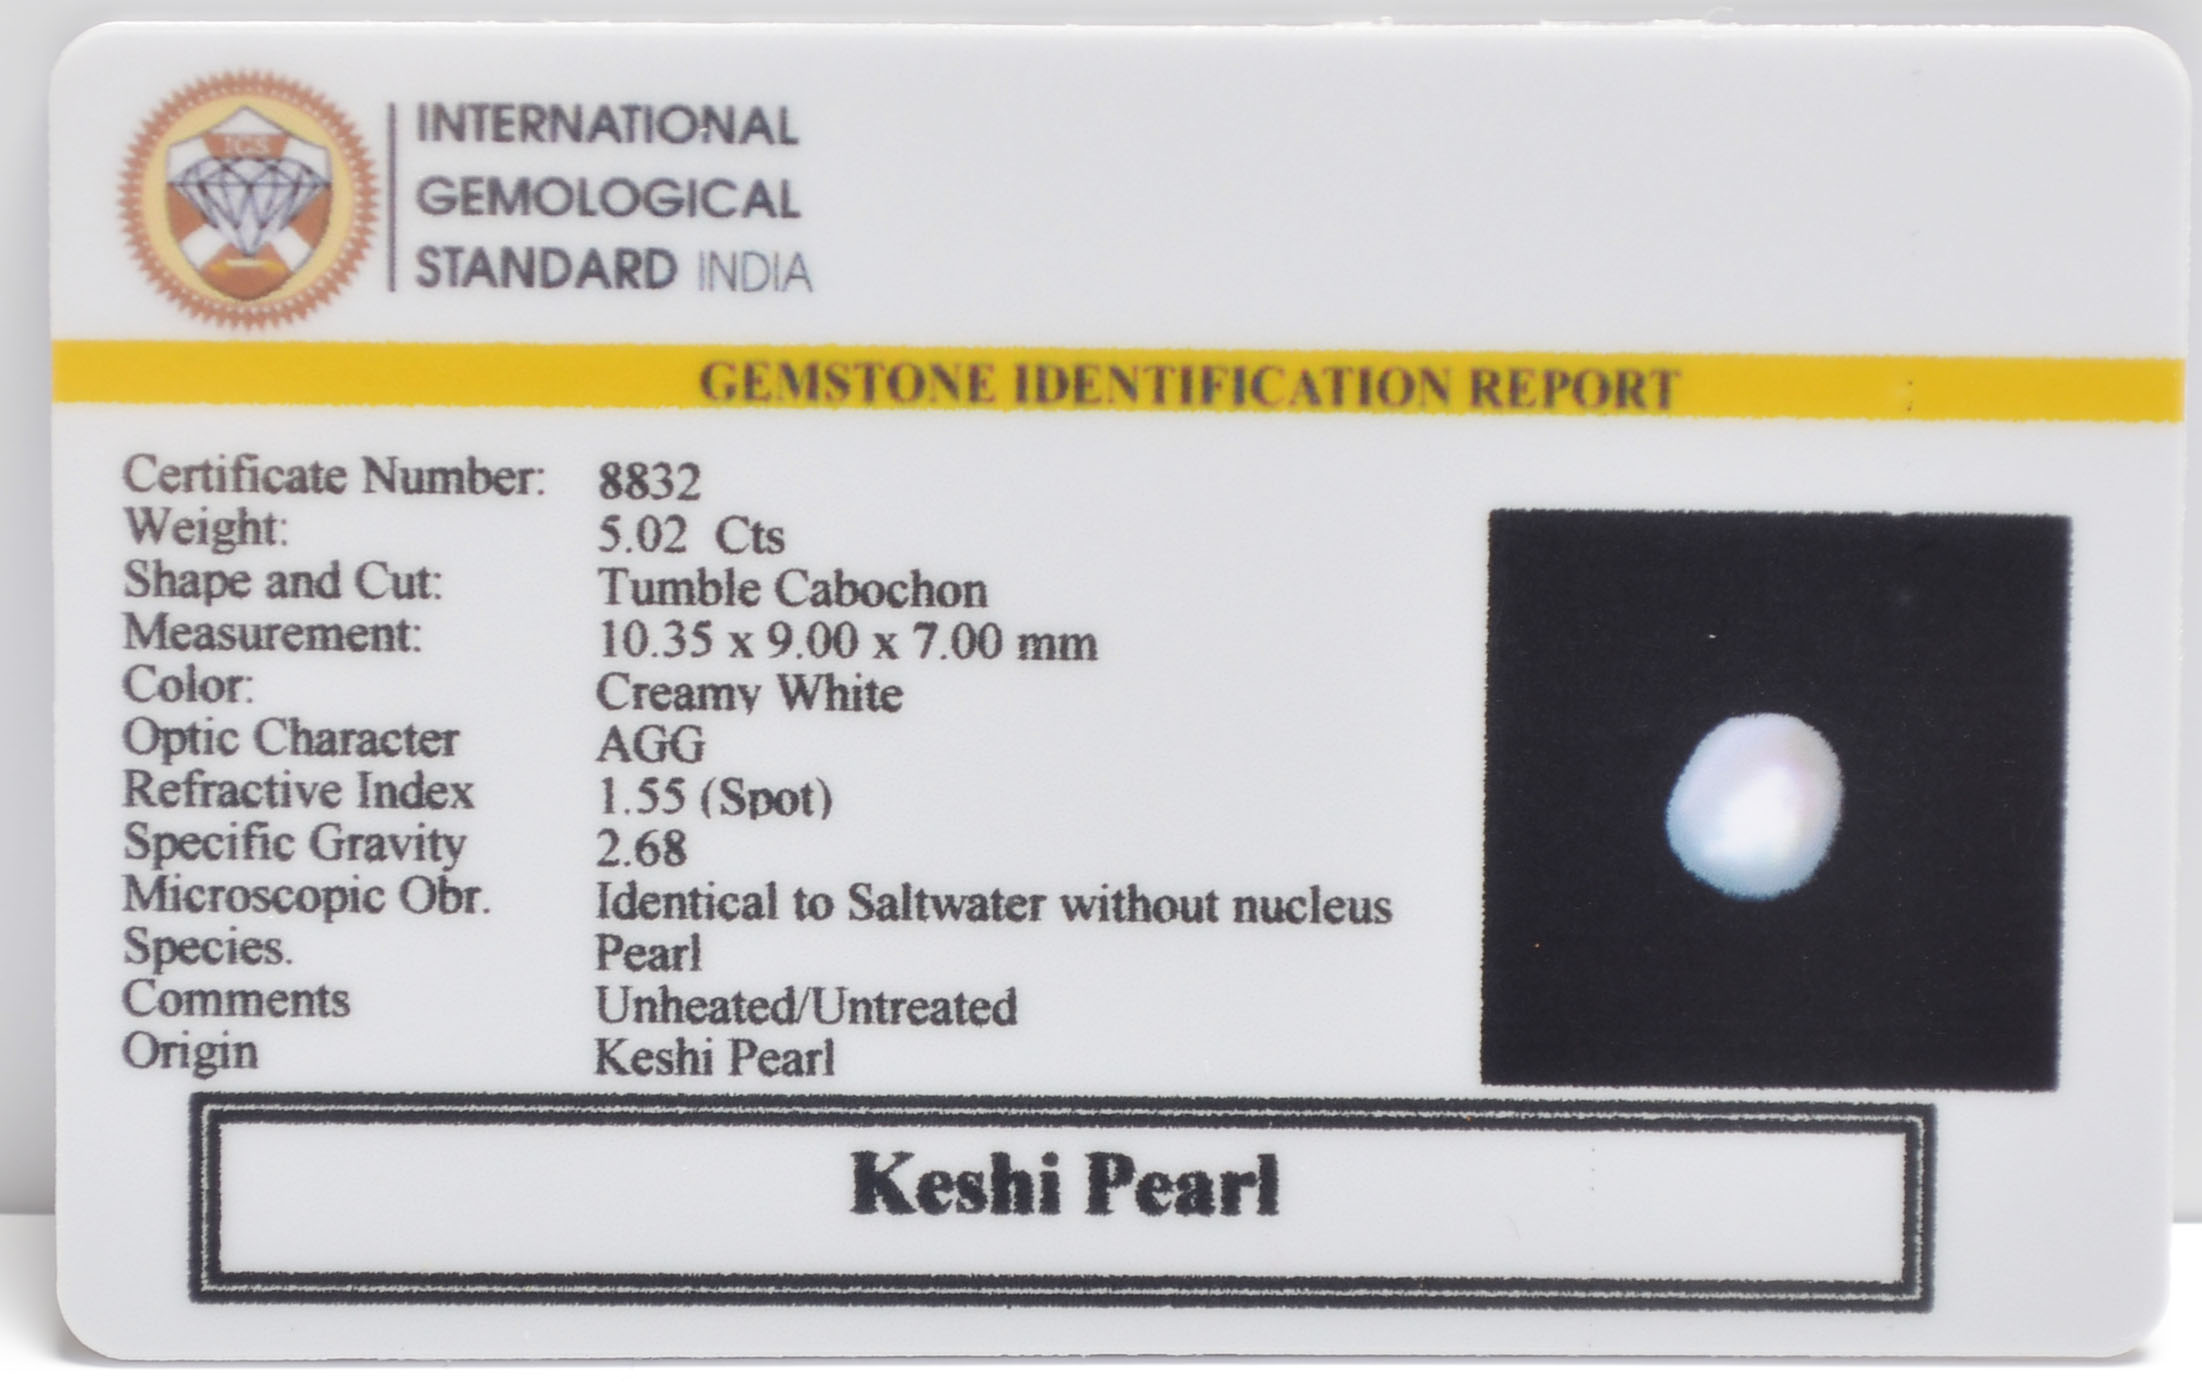 IGS
INTERNATIONAL
GEMOLOGICAL
STANDARD INDIA
GEMSTONE IDENTIFICATION REPORT
Certificate Number: 8832
Weight: 5.02 Cts
Shape and Cut: Tumble Cabochon
Measurement: 10.35 x 9.00 x 7.00 mm
Color: Creamy White
Optic Character AGG
Refractive Index 1.55 (Spot)
Specific Gravity 2.68
Microscopic Obr. Identical to Saltwater without nucleus
Species. Pearl
Comments Unheated/Untreated
Origin Keshi Pearl
Keshi Pearl